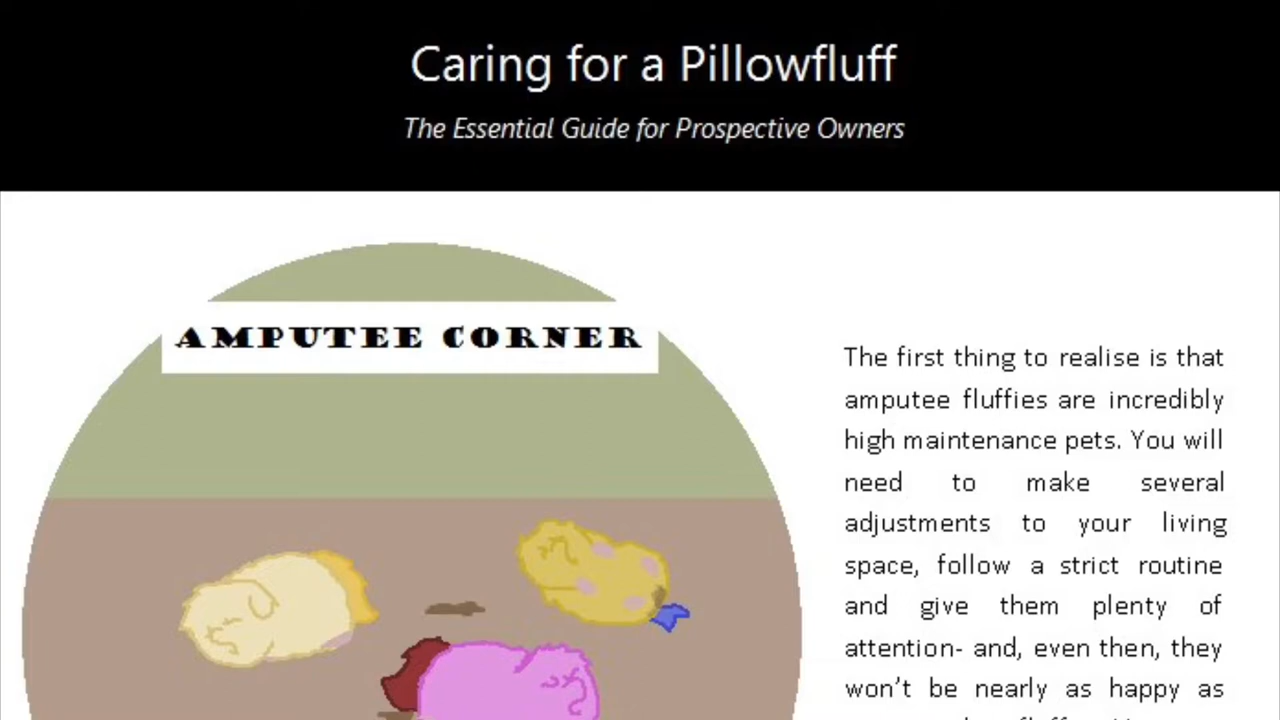 Caring for a Pillowfluff
The Essential Guide for Prospective Owners
AMPUTEE CORNER
The first thing to realise is that
amputee fluffies are incredibly
high maintenance pets. You will
need to make several
adjustments to your living
space, follow a strict routine
and give them plenty of
attention- and, even then, they
won't be nearly as happy as